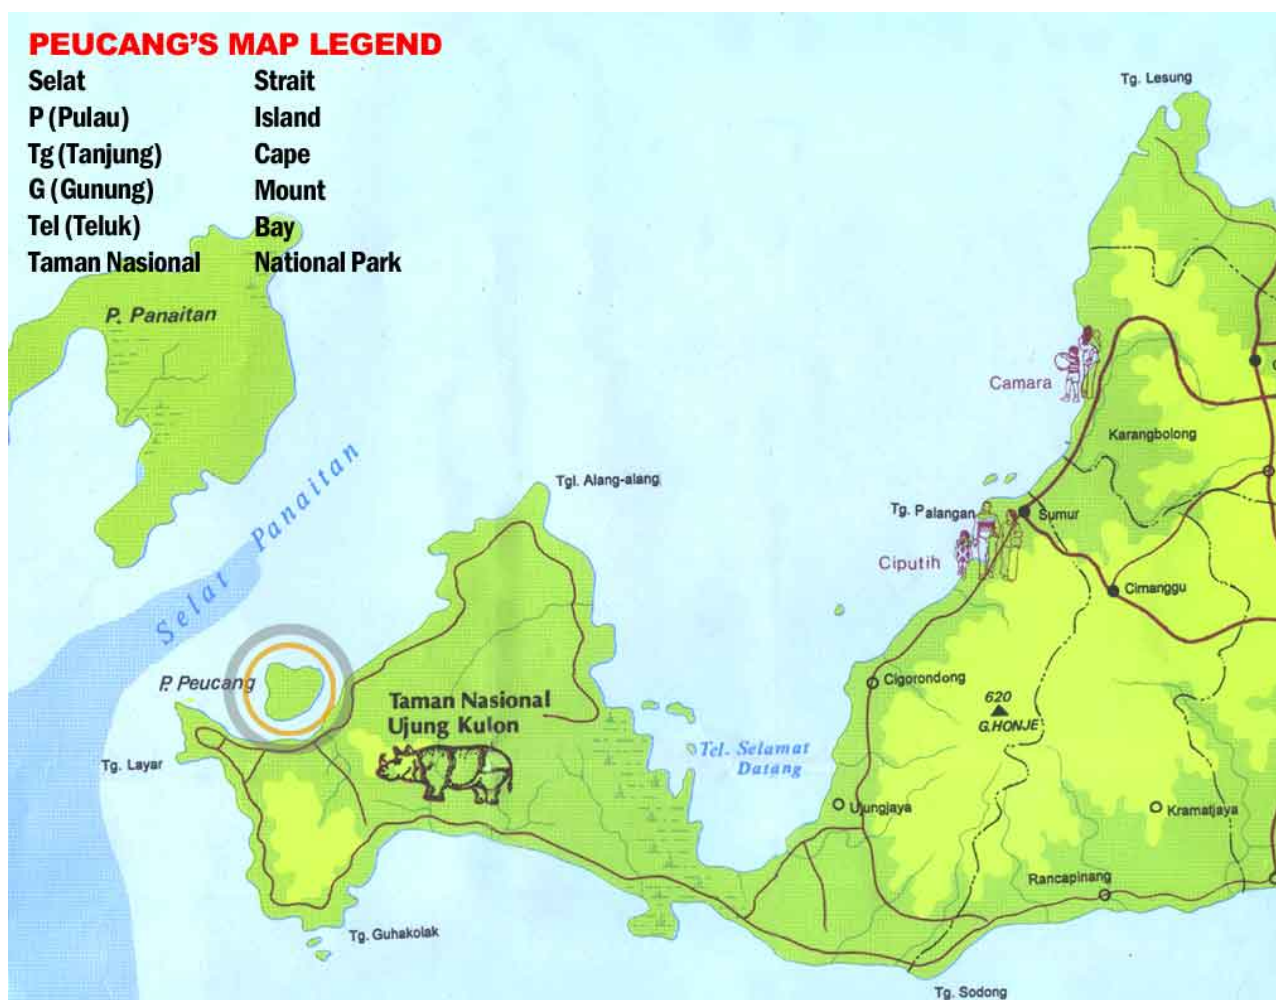 PEUCANG'S MAP LEGEND
Selat Strait
P (Pulau) Island
Tg (Tanjung) Cape
G (Gunung) Mount
Tel (Teluk) Bay
Taman Nasional National Park
Tg. Lesung
P. Panaitan
Camara
Karangbolong
Selat Panaitan
Tgl. Alang-alang
Tg. Palangan
Sumur
Ciputih
Cimanggu
P. Peucang
Cigorondong
Taman Nasional
Ujung Kulon
620
G.HONJE
Tel. Selamat
Datang
Tg. Layar
Ujungjaya
Kramatjaya
Rancapinang
Tg. Guhakolak
Tg. Sodong